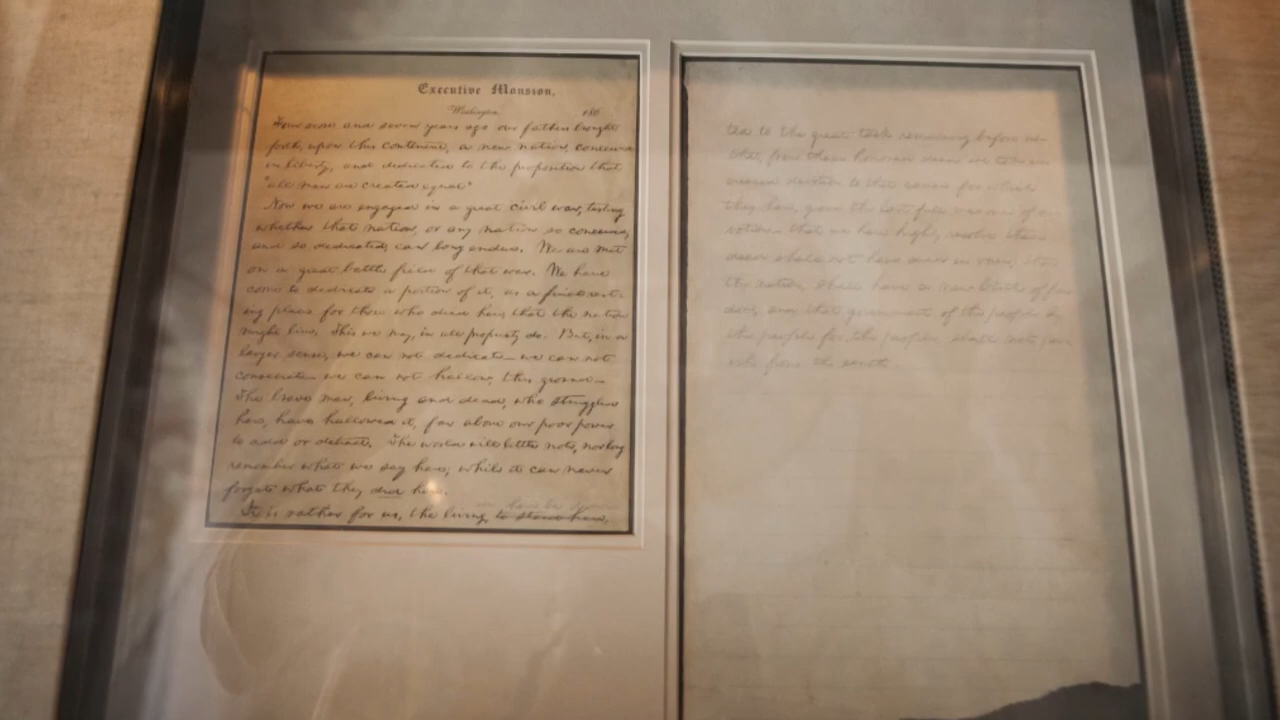 Executive Mansion,
Washington, 186
Four score and seven years ago our fathers brought
forth, upon this continent, a new nation, conceived
in liberty, and dedicated to the proposition that
"all men are created equal"
Now we are engaged in a great civil war, testing
whether that nation, or any nation so conceived,
and so dedicated, can long endure. We are met
on a great battle field of that war. We have
come to dedicate a portion of it, as a final rest-
ing place for those who died here, that the nation
might live. This we may, in all propriety do. But, in a
larger sense, we can not dedicate — we can not
consecrate — we can not hallow, this ground —
The brave men, living and dead, who struggled
here, have hallowed it, far above our poor power
to add or detract. The world will little note, nor long
remember what we say here; while it can never
forget what they did here.
It is rather for us, the living, to stand here,
ted to the great task remaining before us —
that, from these honored dead we take in-
creased devotion to that cause for which
they here, gave the last full measure of de-
votion — that we here highly resolve these
dead shall not have died in vain; that
the nation, shall have a new birth of free-
dom, and that government of the people by
the people for the people, shall not per-
ish from the earth.